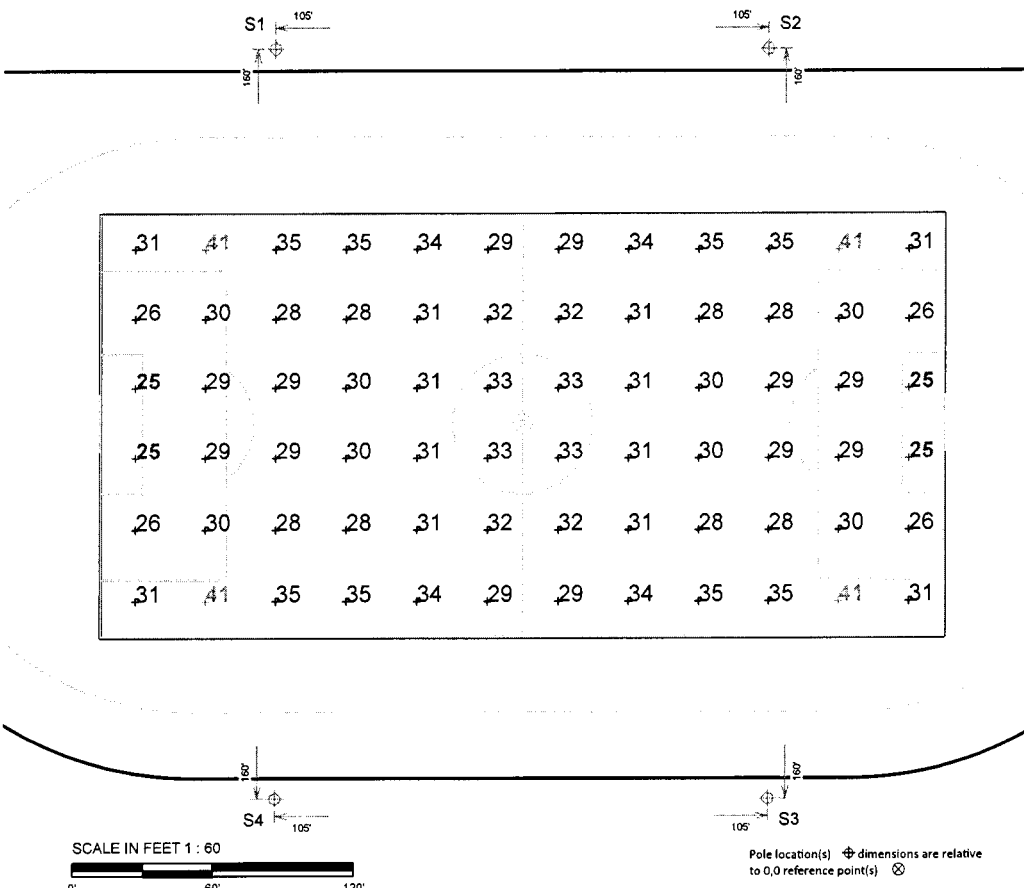 S1 105' 105' S2
160' 160'
31 41 35 35 34 29 29 34 35 35 41 31
26 30 28 28 31 32 32 31 28 28 30 26
25 29 29 30 31 33 33 31 30 29 29 25
25 29 29 30 31 33 33 31 30 29 29 25
26 30 28 28 31 32 32 31 28 28 30 26
31 41 35 35 34 29 29 34 35 35 41 31
160' 160'
S4 105' 105' S3
SCALE IN FEET 1 : 60
0' 60' 120'
Pole location(s) dimensions are relative
to 0,0 reference point(s)